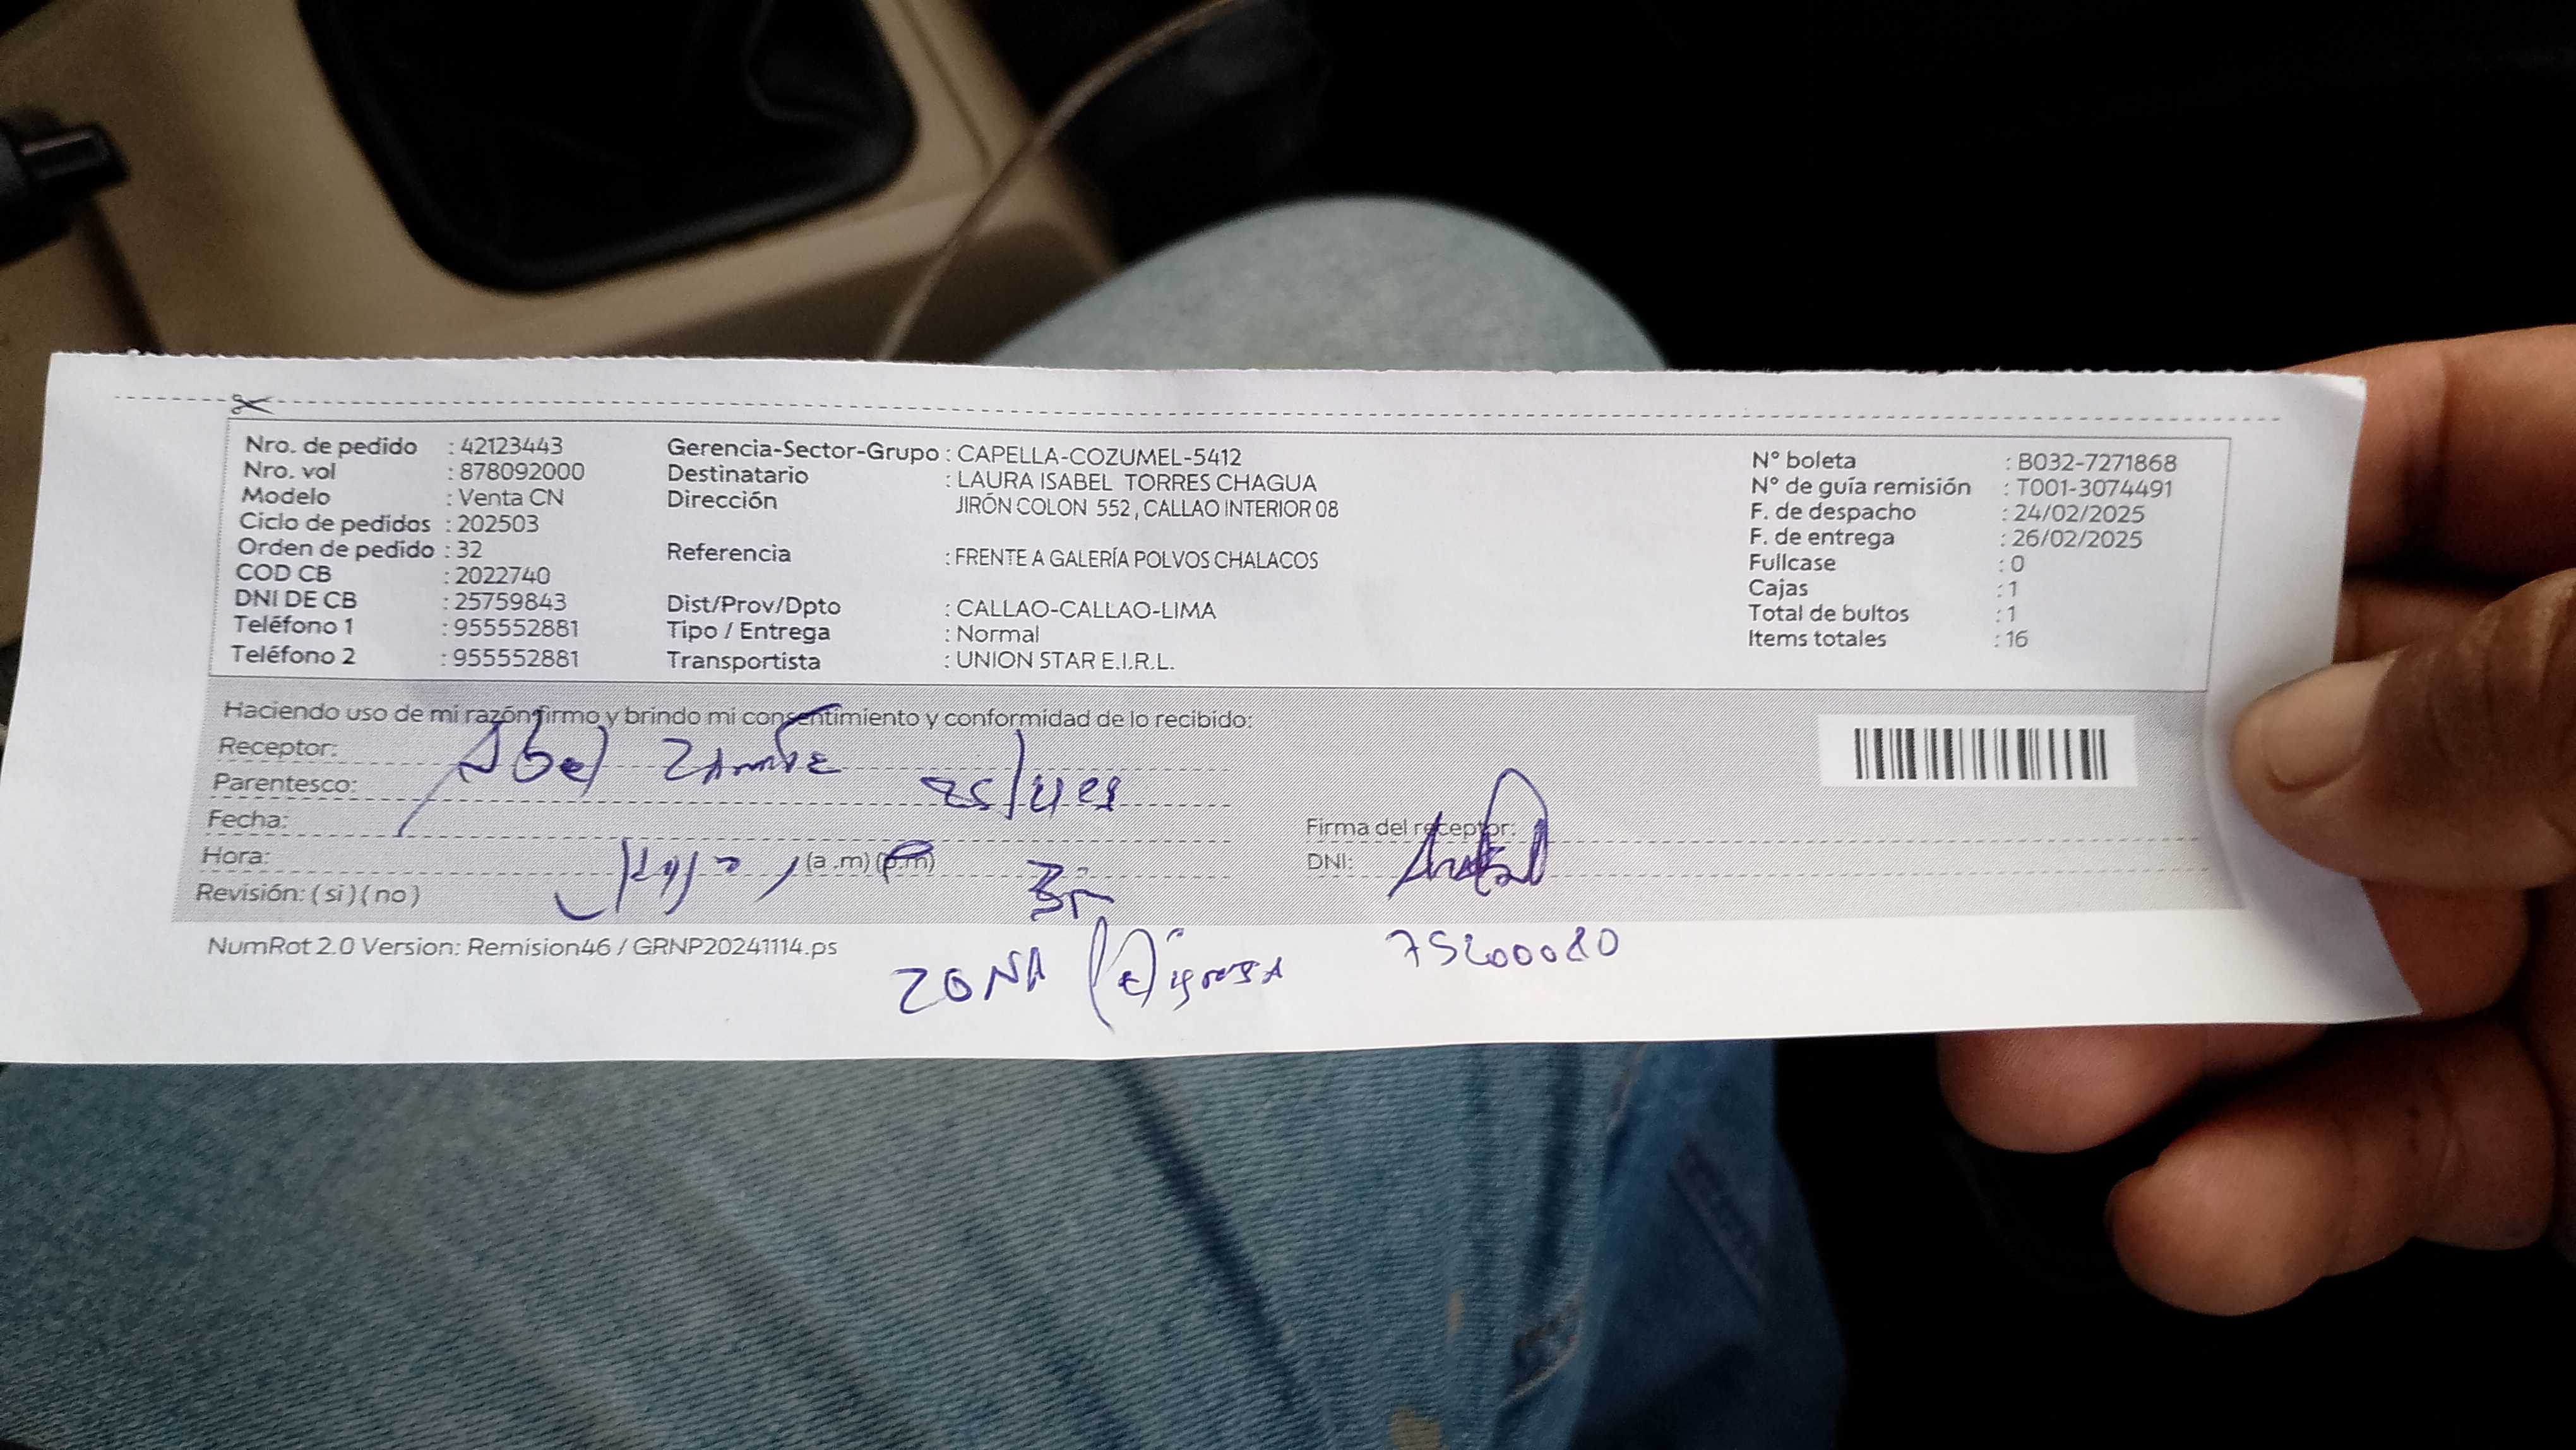 Nro. de pedido : 42123443
Nro. vol : 878092000
Modelo : Venta CN
Ciclo de pedidos : 202503
Orden de pedido : 32
COD CB : 2022740
DNI DE CB : 25759843
Teléfono 1 : 955552881
Teléfono 2 : 955552881
Gerencia-Sector-Grupo : CAPELLA-COZUMEL-5412
Destinatario : LAURA ISABEL TORRES CHAGUA
Dirección JIRÓN COLON 552, CALLAO INTERIOR 08
Referencia : FRENTE A GALERÍA POLVOS CHALACOS
Dist/Prov/Dpto : CALLAO-CALLAO-LIMA
Tipo / Entrega : Normal
Transportista : UNION STAR E.I.R.L.
N° boleta : B032-7271868
N° de guía remisión : T001-3074491
F. de despacho : 24/02/2025
F. de entrega : 26/02/2025
Fullcase : 0
Cajas : 1
Total de bultos : 1
Items totales : 16
Haciendo uso de mi razón firmo y brindo mi consentimiento y conformidad de lo recibido:
Receptor: Abel
Parentesco:
Fecha:
Hora: (a.m) (p.m)
Revisión: (si) (no)
Firma del receptor:
DNI:
75200080
NumRot 2.0 Version: Remision46 / GRNP20241114.ps
ZONA